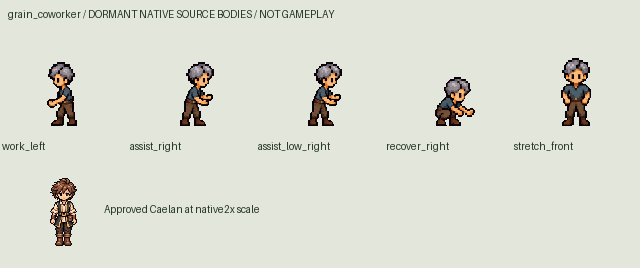 grain_coworker / DORMANT NATIVE SOURCE BODIES / NOT GAMEPLAY
work_left assist_right assist_low_right recover_right stretch_front
Approved Caelan at native2x scale